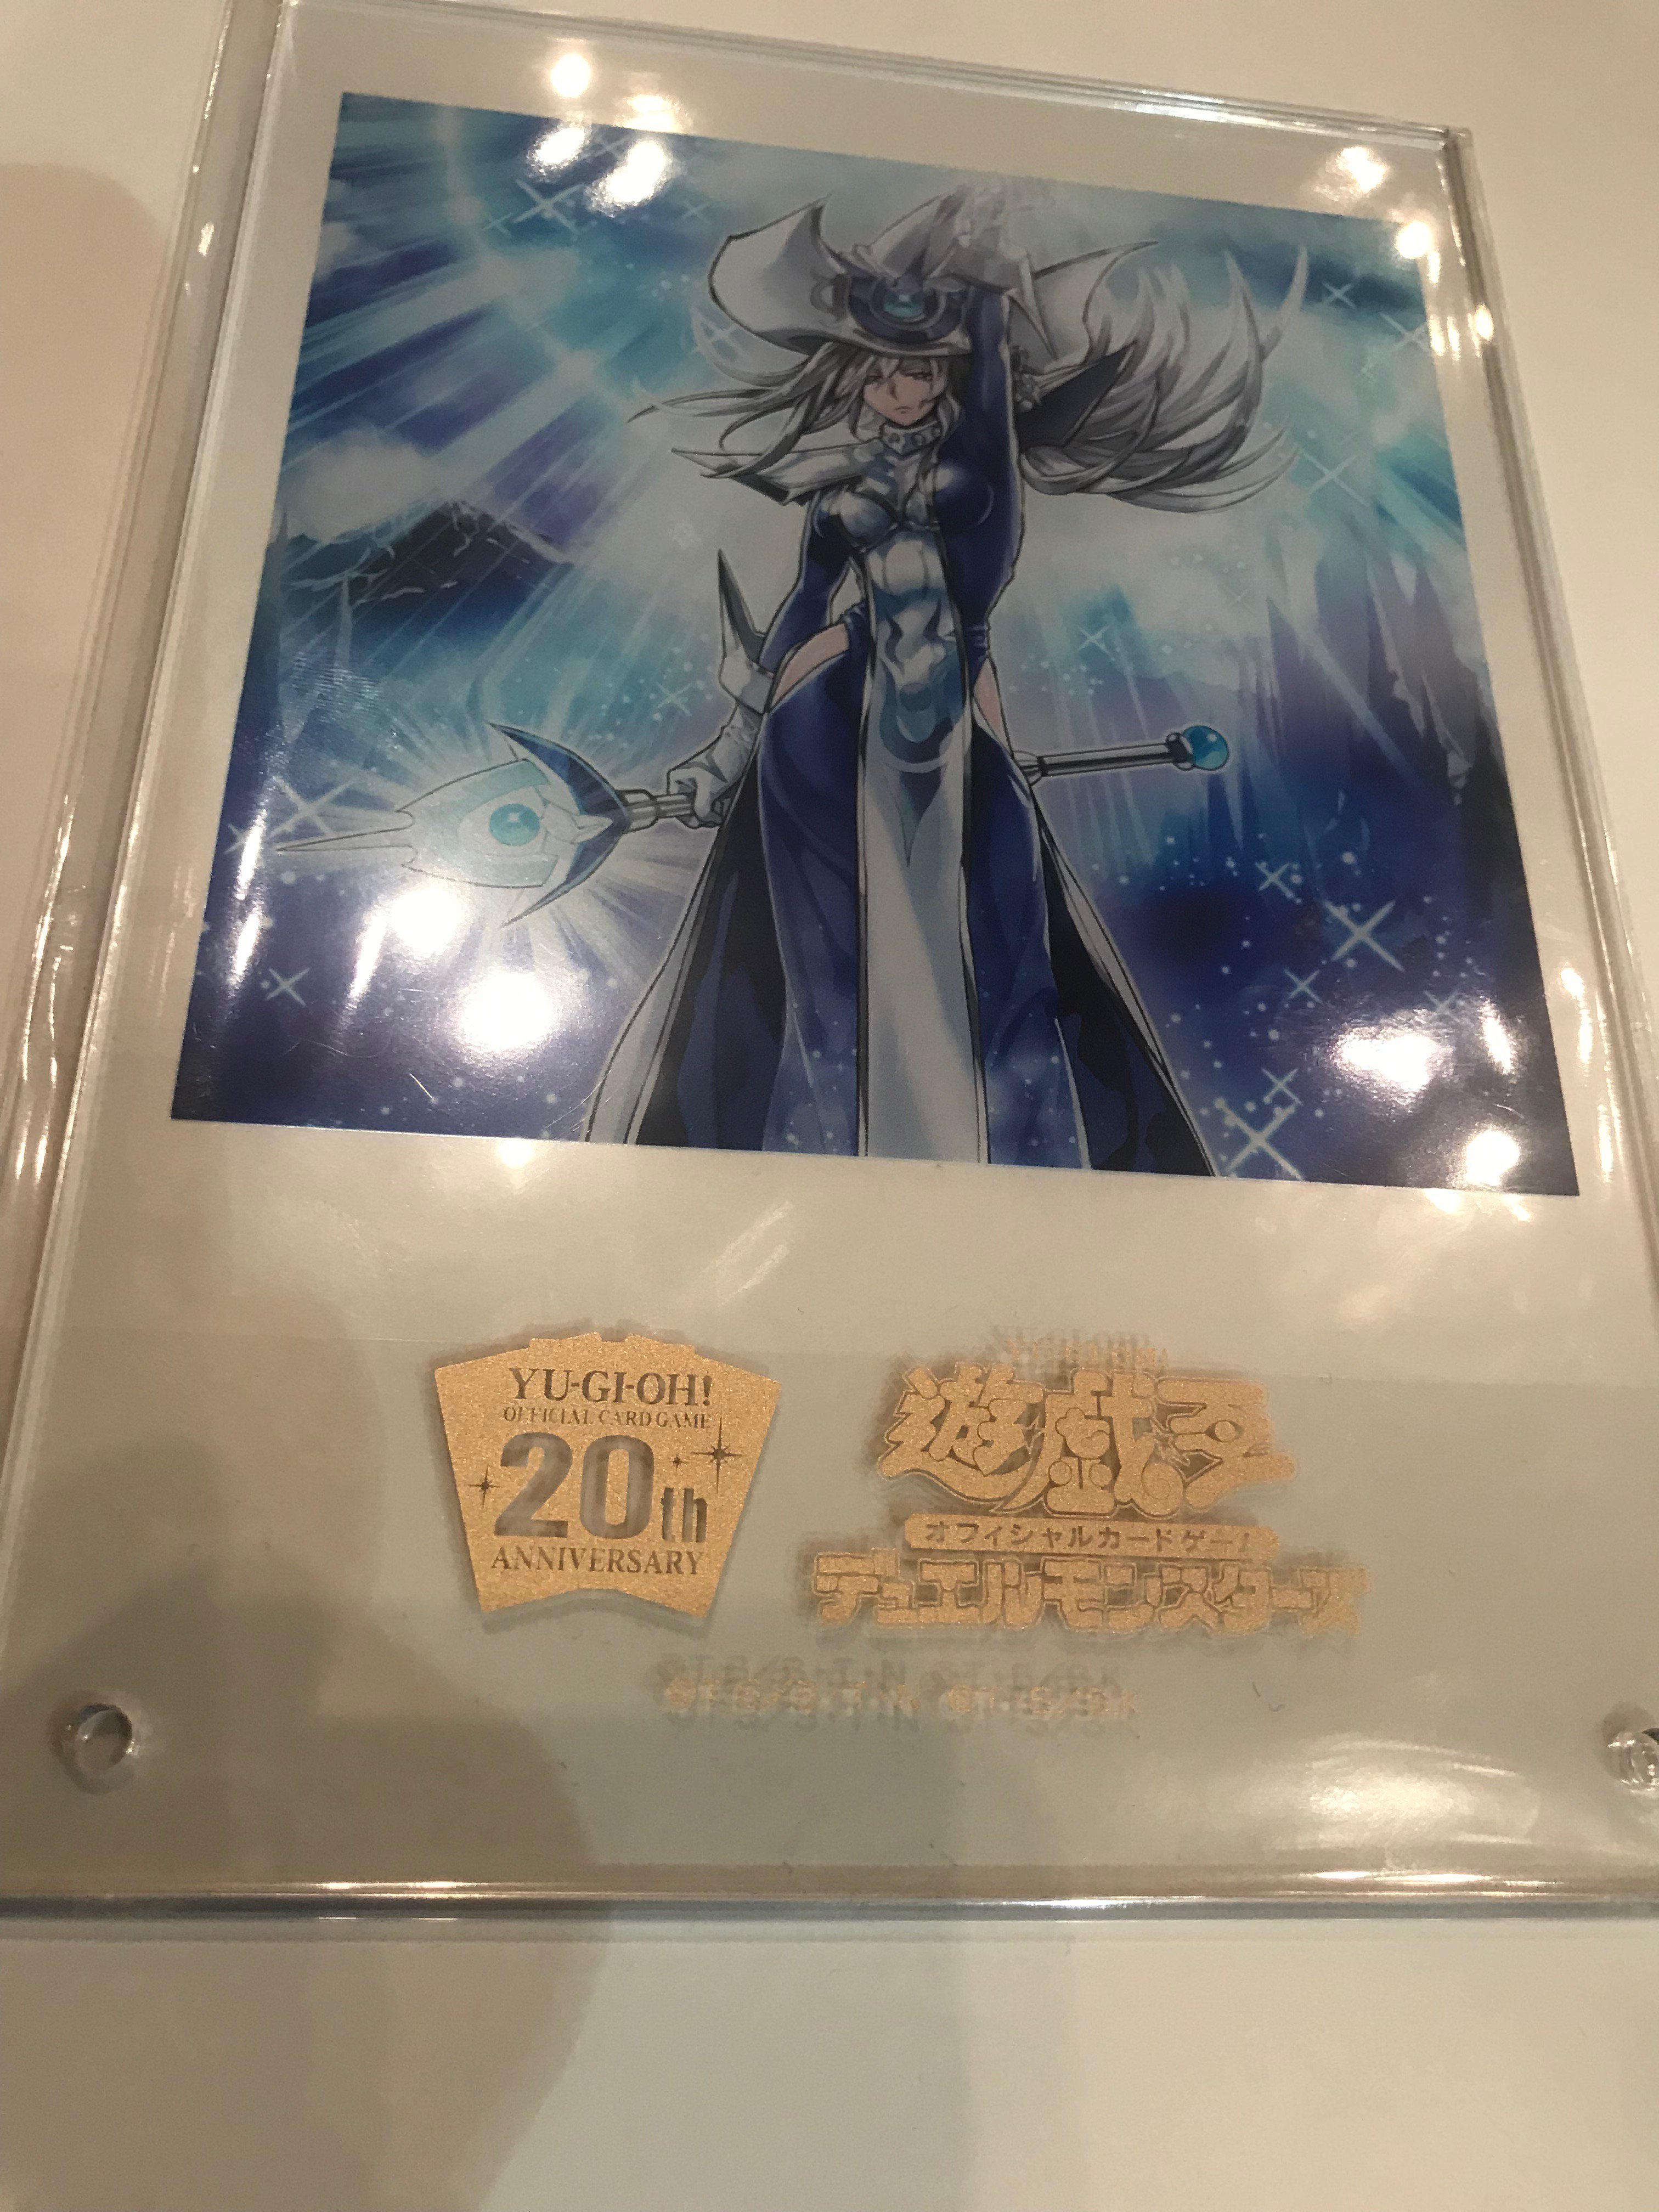 YU-GI-OH!
OFFICIAL CARD GAME
20th
ANNIVERSARY
遊戯王
オフィシャルカードゲーム
デュエルモンスターズ